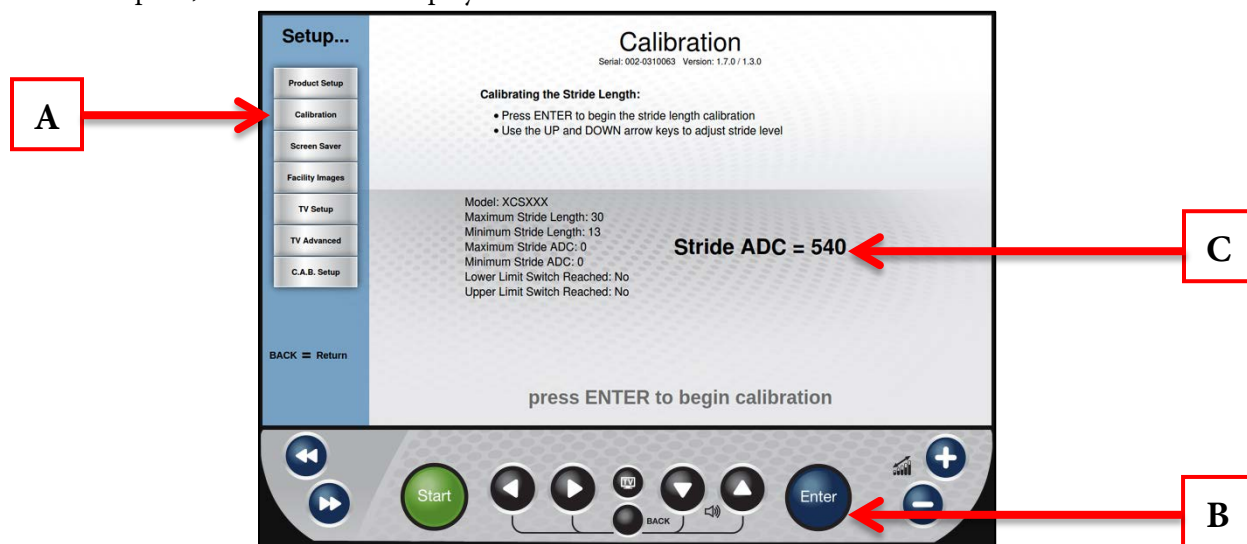 Setup...
Calibration
Serial: 002-0310063 Version: 1.7.0 / 1.3.0
Product Setup
Calibration
Screen Saver
Facility Images
TV Setup
TV Advanced
C.A.B. Setup
BACK = Return
Calibrating the Stride Length:
• Press ENTER to begin the stride length calibration
• Use the UP and DOWN arrow keys to adjust stride level
Model: XCSXXX
Maximum Stride Length: 30
Minimum Stride Length: 13
Maximum Stride ADC: 0
Minimum Stride ADC: 0
Lower Limit Switch Reached: No
Upper Limit Switch Reached: No
Stride ADC = 540
press ENTER to begin calibration
Start
TV
BACK
Enter
A
C
B